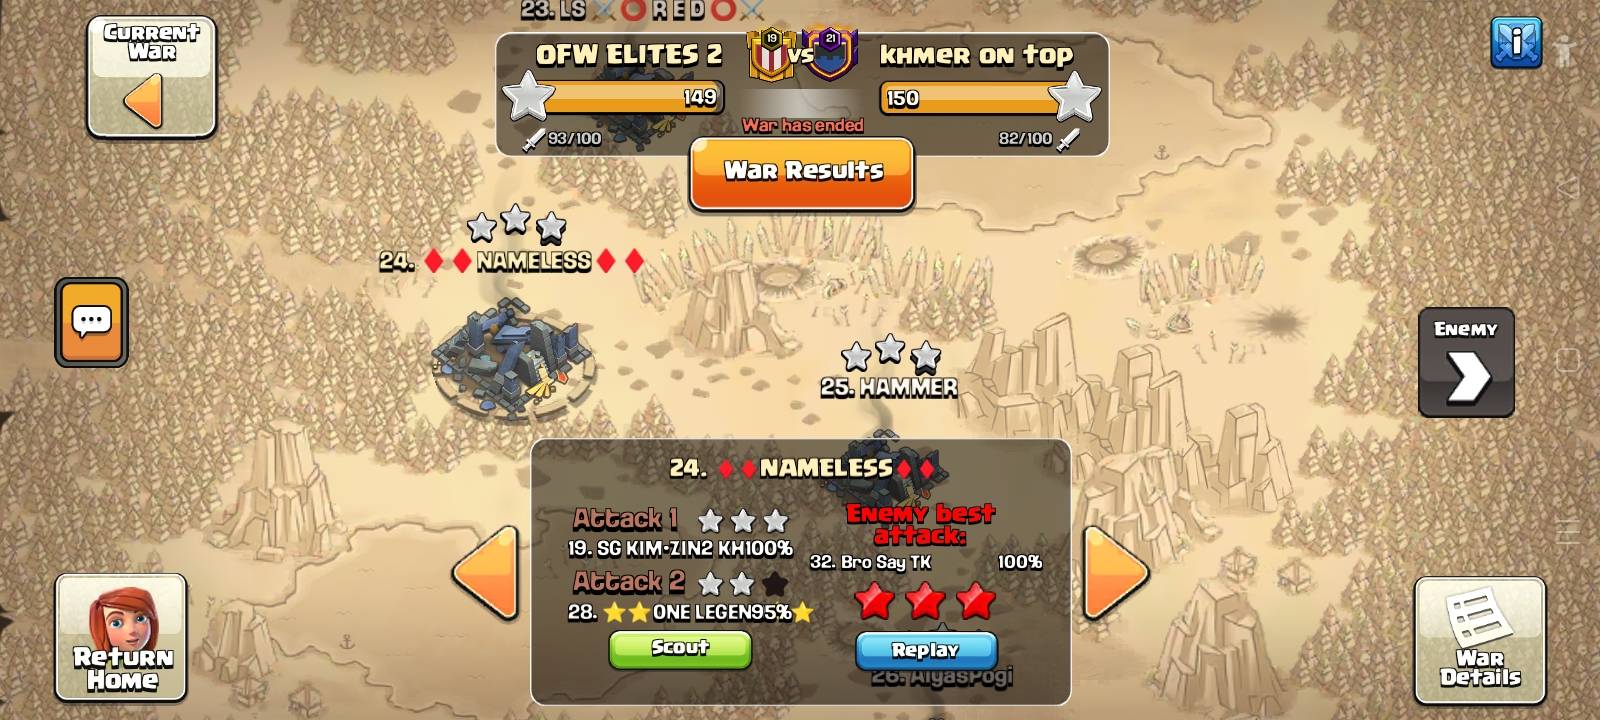 23. LS ⚔⭕RED⭕⚔
Current
War
OFW ELITES 2
19
VS
21
KHMER ON TOP
149
150
War has ended
93/100
82/100
War Results
24. ♦♦NAMELESS♦♦
Enemy
25. HAMMER
24. ♦♦NAMELESS♦♦
Attack 1
19. SG KIM•ZIN2 KH100%
Attack 2
28. ⭐⭐ONE LEGEN95%⭐
Scout
Enemy best
attack:
32. Bro Say TK 100%
Replay
26. AlyasPogi
Return
Home
War
Details